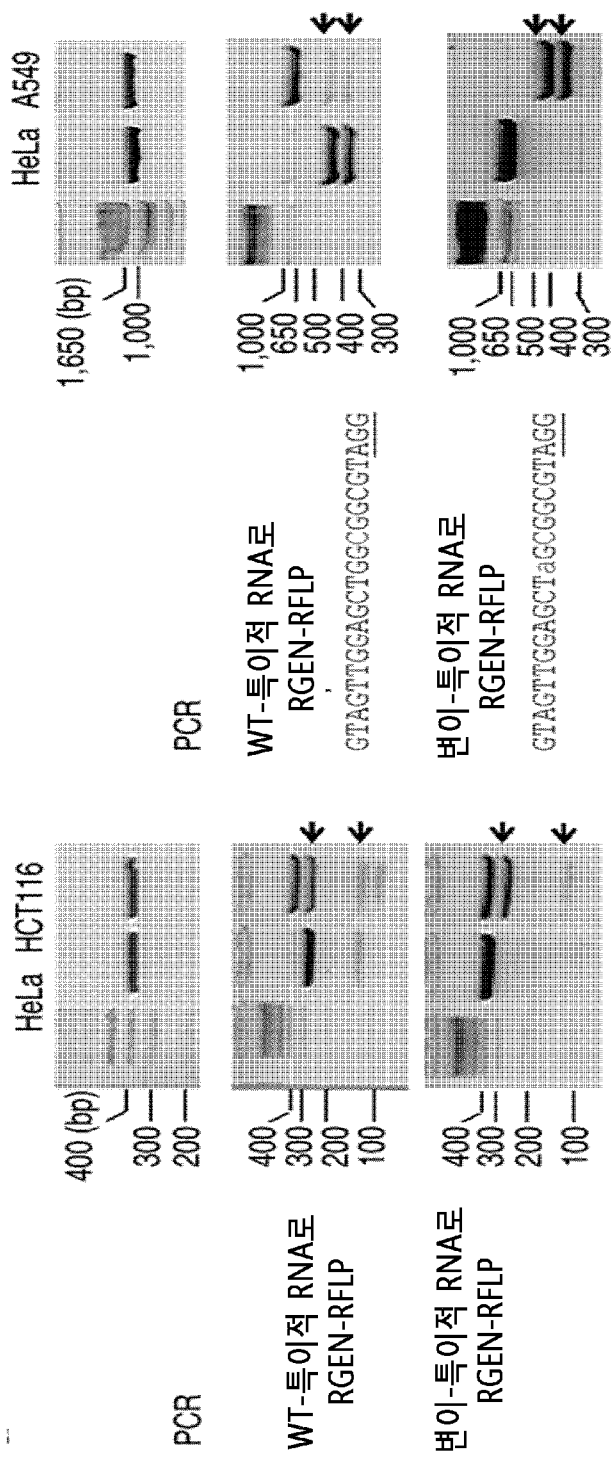 HeLa HCT116
PCR
400 (bp)
300
200
WT-특이적 RNA로
RGEN-RFLP
400
300
200
100
변이-특이적 RNA로
RGEN-RFLP
400
300
200
100
HeLa A549
PCR
1,650 (bp)
1,000
WT-특이적 RNA로
RGEN-RFLP
GTAGTTGGAGCTGGCGGCGTAGG
1,000
650
500
400
300
변이-특이적 RNA로
RGEN-RFLP
GTAGTTGGAGCTaGCGGCGTAGG
1,000
650
500
400
300